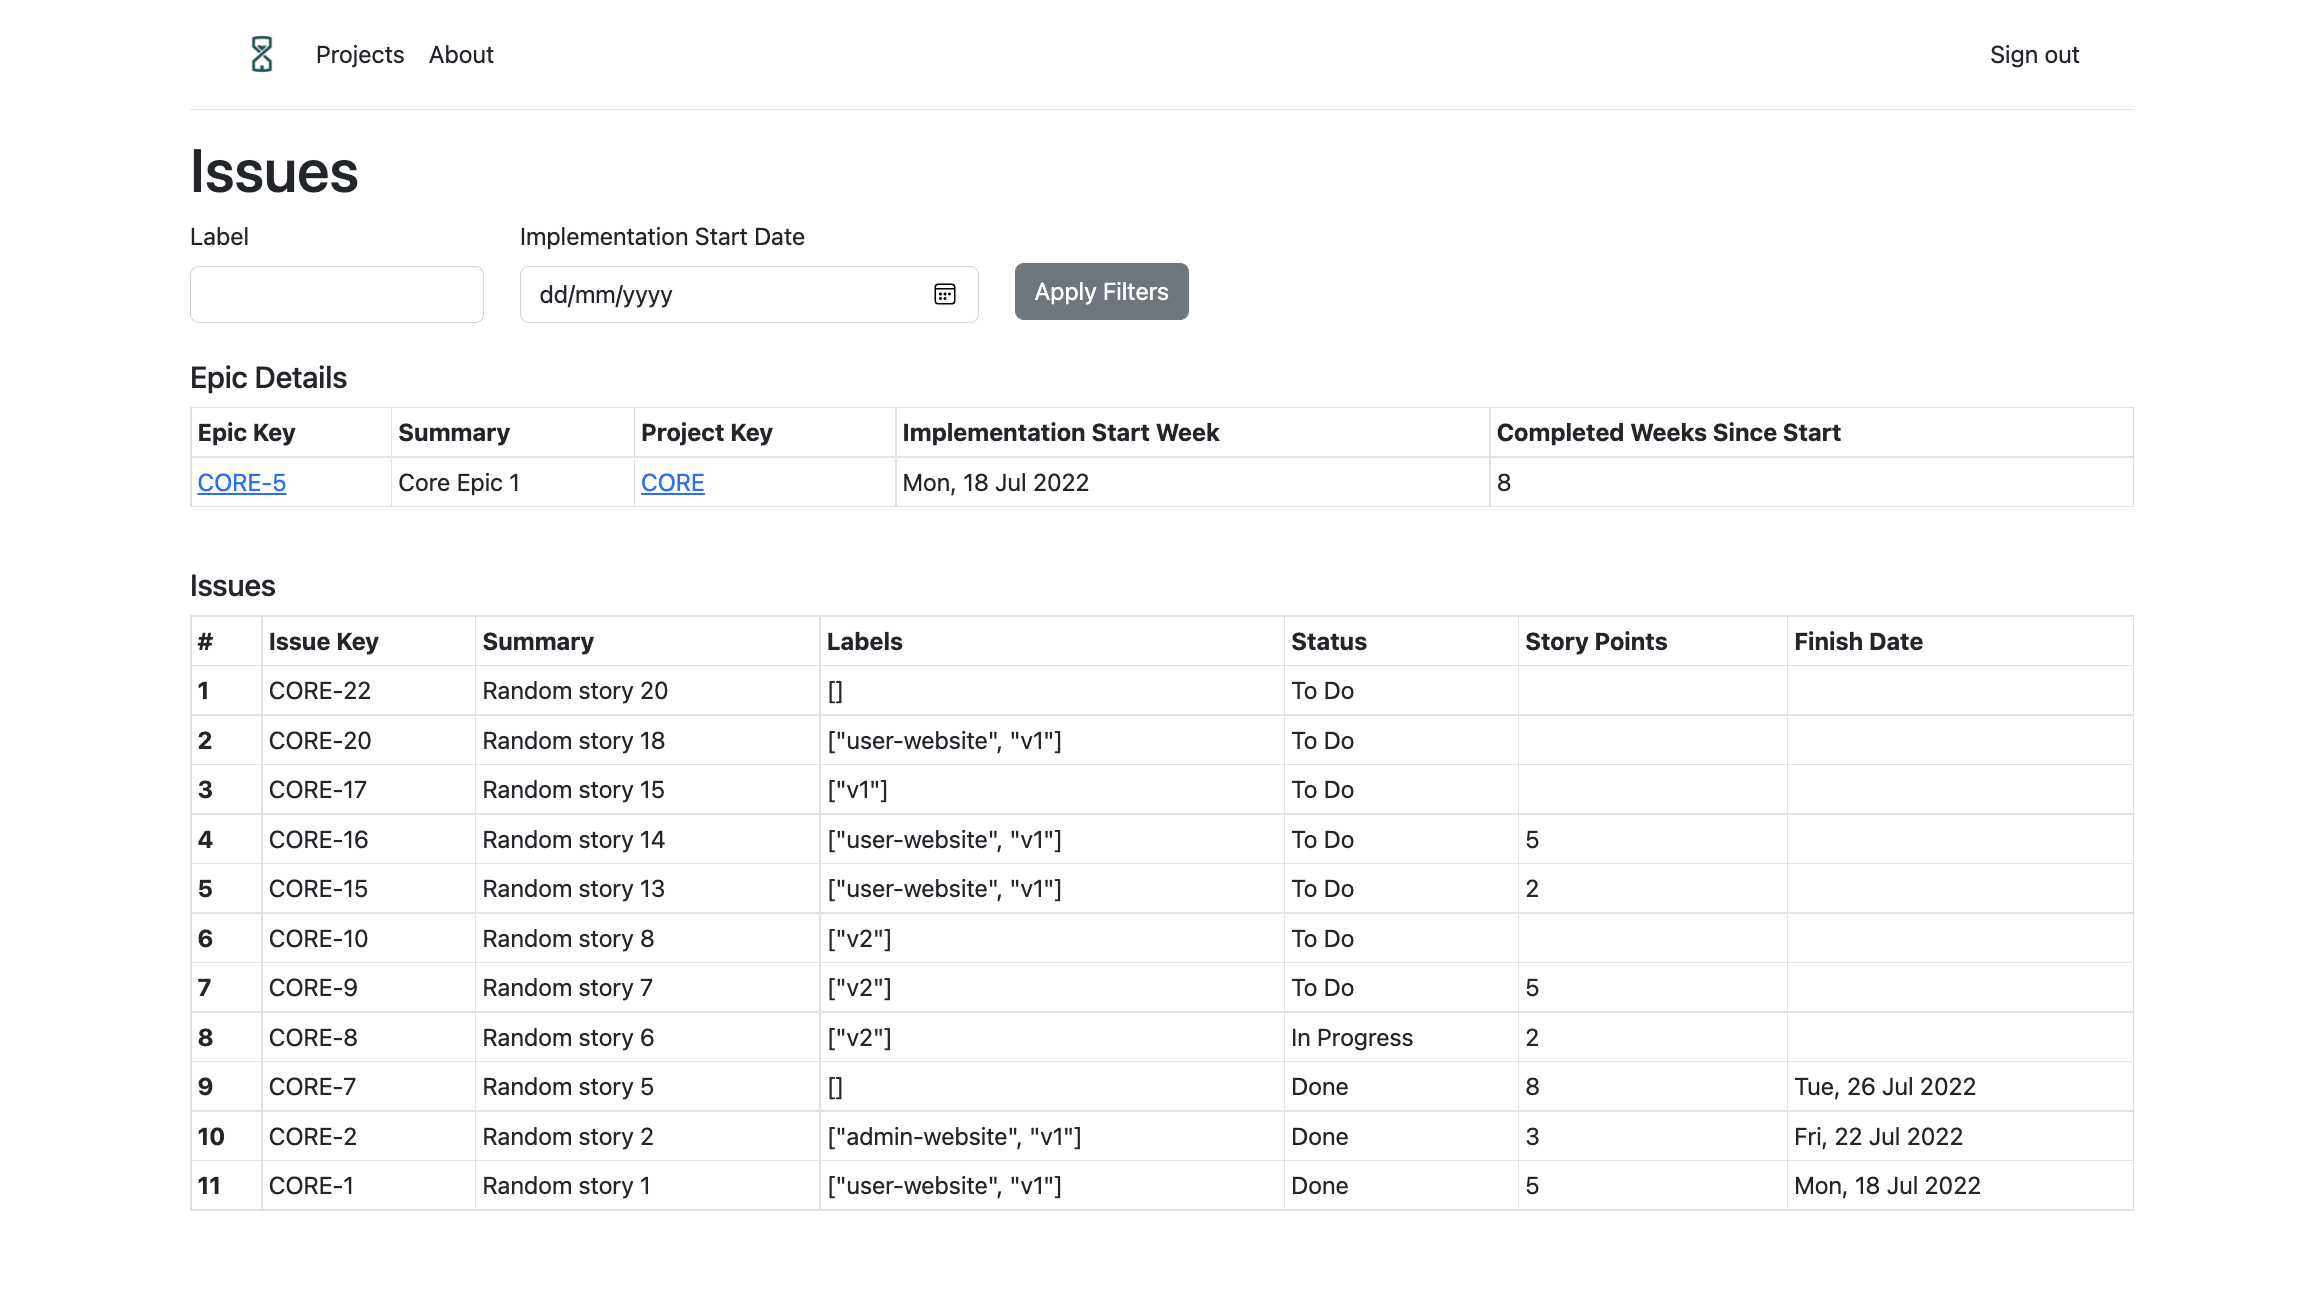 Projects About Sign out
Issues
Label Implementation Start Date
dd/mm/yyyy Apply Filters
Epic Details
Epic Key Summary Project Key Implementation Start Week Completed Weeks Since Start
CORE-5 Core Epic 1 CORE Mon, 18 Jul 2022 8
Issues
# Issue Key Summary Labels Status Story Points Finish Date
1 CORE-22 Random story 20 [] To Do
2 CORE-20 Random story 18 ["user-website", "v1"] To Do
3 CORE-17 Random story 15 ["v1"] To Do
4 CORE-16 Random story 14 ["user-website", "v1"] To Do 5
5 CORE-15 Random story 13 ["user-website", "v1"] To Do 2
6 CORE-10 Random story 8 ["v2"] To Do
7 CORE-9 Random story 7 ["v2"] To Do 5
8 CORE-8 Random story 6 ["v2"] In Progress 2
9 CORE-7 Random story 5 [] Done 8 Tue, 26 Jul 2022
10 CORE-2 Random story 2 ["admin-website", "v1"] Done 3 Fri, 22 Jul 2022
11 CORE-1 Random story 1 ["user-website", "v1"] Done 5 Mon, 18 Jul 2022